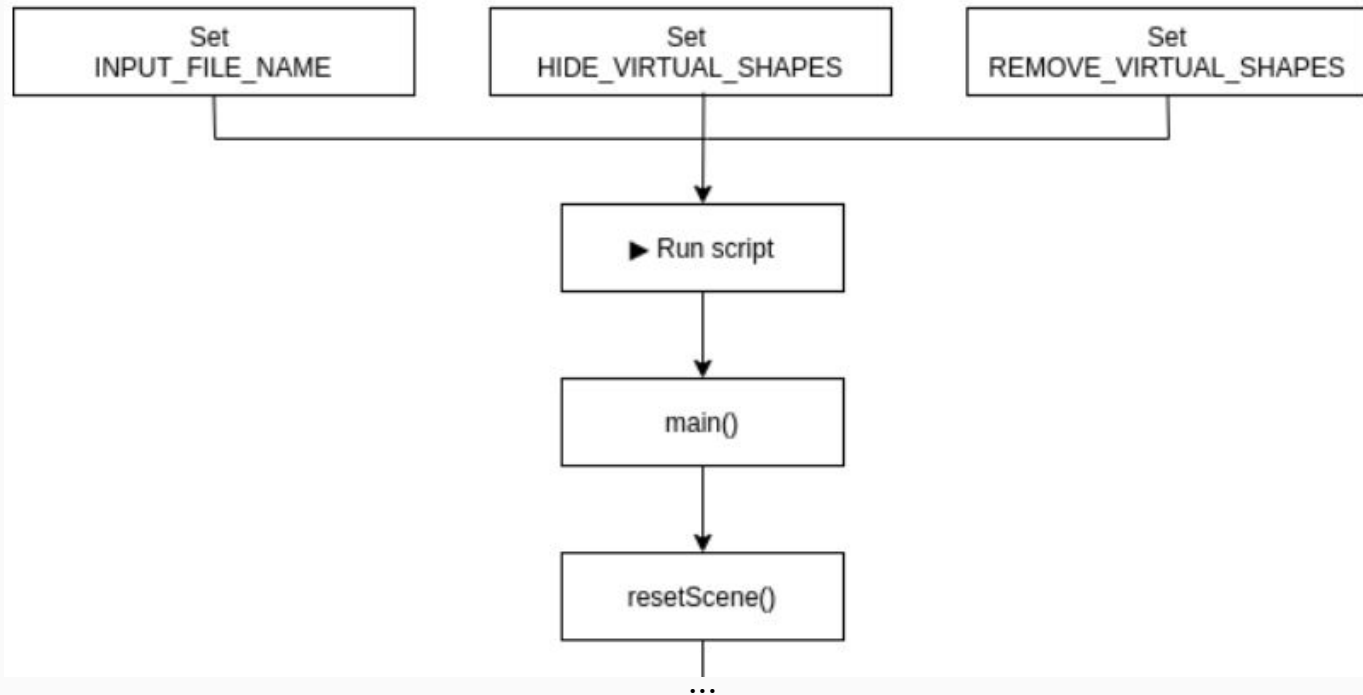 Set
INPUT_FILE_NAME
Set
HIDE_VIRTUAL_SHAPES
Set
REMOVE_VIRTUAL_SHAPES
▶ Run script
main()
resetScene()
...